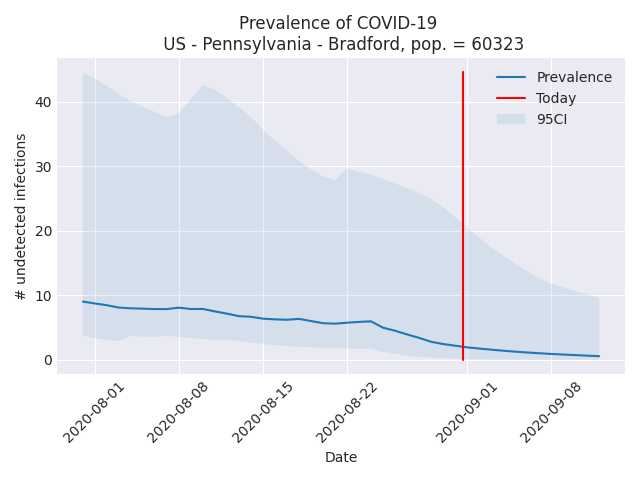 Prevalence of COVID-19
US - Pennsylvania - Bradford, pop. = 60323
Prevalence
Today
95CI
40
30
20
10
0
# undetected infections
2020-08-01
2020-08-08
2020-08-15
2020-08-22
2020-09-01
2020-09-08
Date